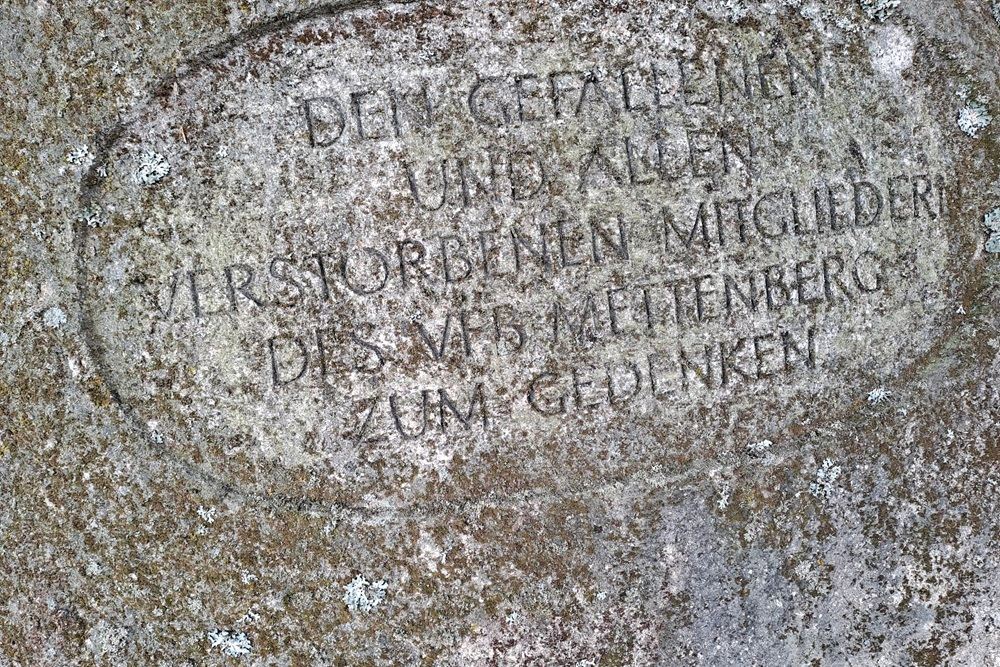 DEN GEFALLENEN
UND ALLEN
VERSTORBENEN MITGLIEDERN
DES VFB METTENBERG
ZUM GEDENKEN